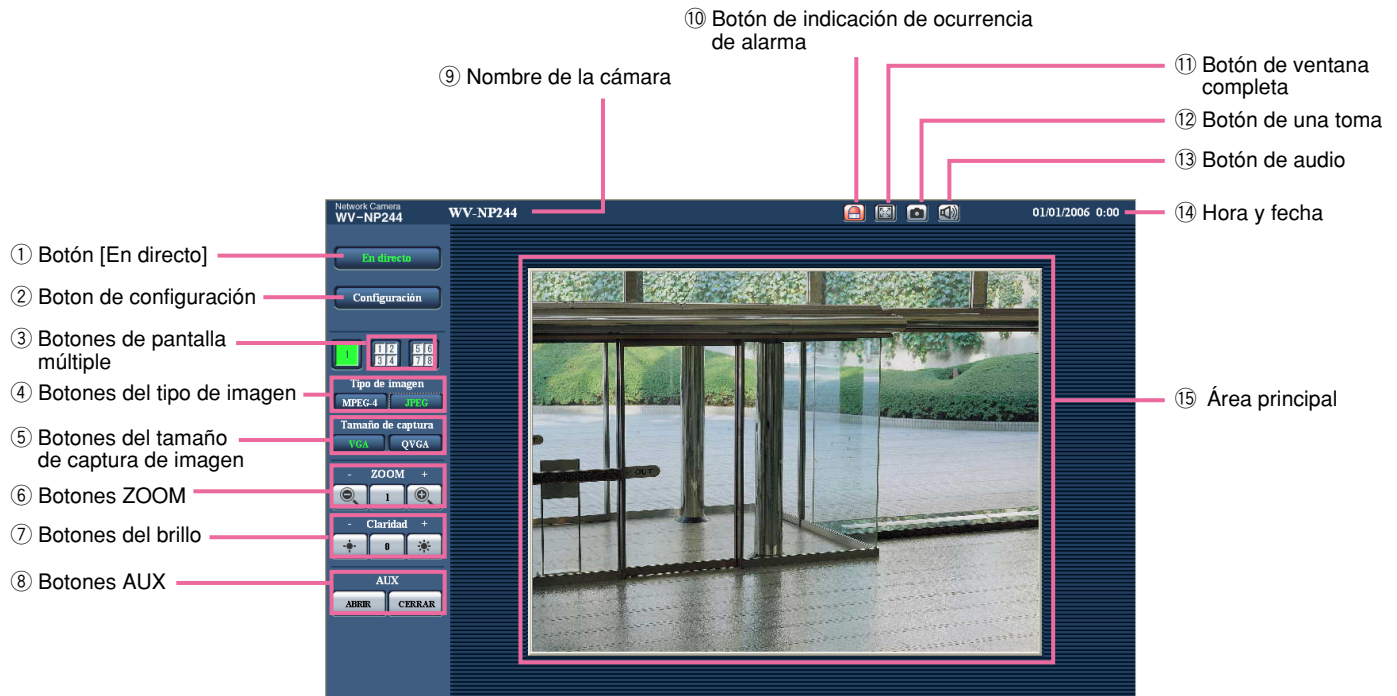 ⑩ Botón de indicación de ocurrencia
de alarma
⑨ Nombre de la cámara
⑪ Botón de ventana
completa
⑫ Botón de una toma
⑬ Botón de audio
⑭ Hora y fecha
Network Camera
WV-NP244
WV-NP244
01/01/2006 0:00
① Botón [En directo]
En directo
② Boton de configuración
Configuración
③ Botones de pantalla
múltiple
1
1 2
3 4
5 6
7 8
④ Botones del tipo de imagen
Tipo de imagen
MPEG-4 JPEG
⑤ Botones del tamaño
de captura de imagen
Tamaño de captura
VGA QVGA
⑥ Botones ZOOM
- ZOOM +
1
⑦ Botones del brillo
- Claridad +
0
⑧ Botones AUX
AUX
ABRIR CERRAR
OUT
⑮ Área principal